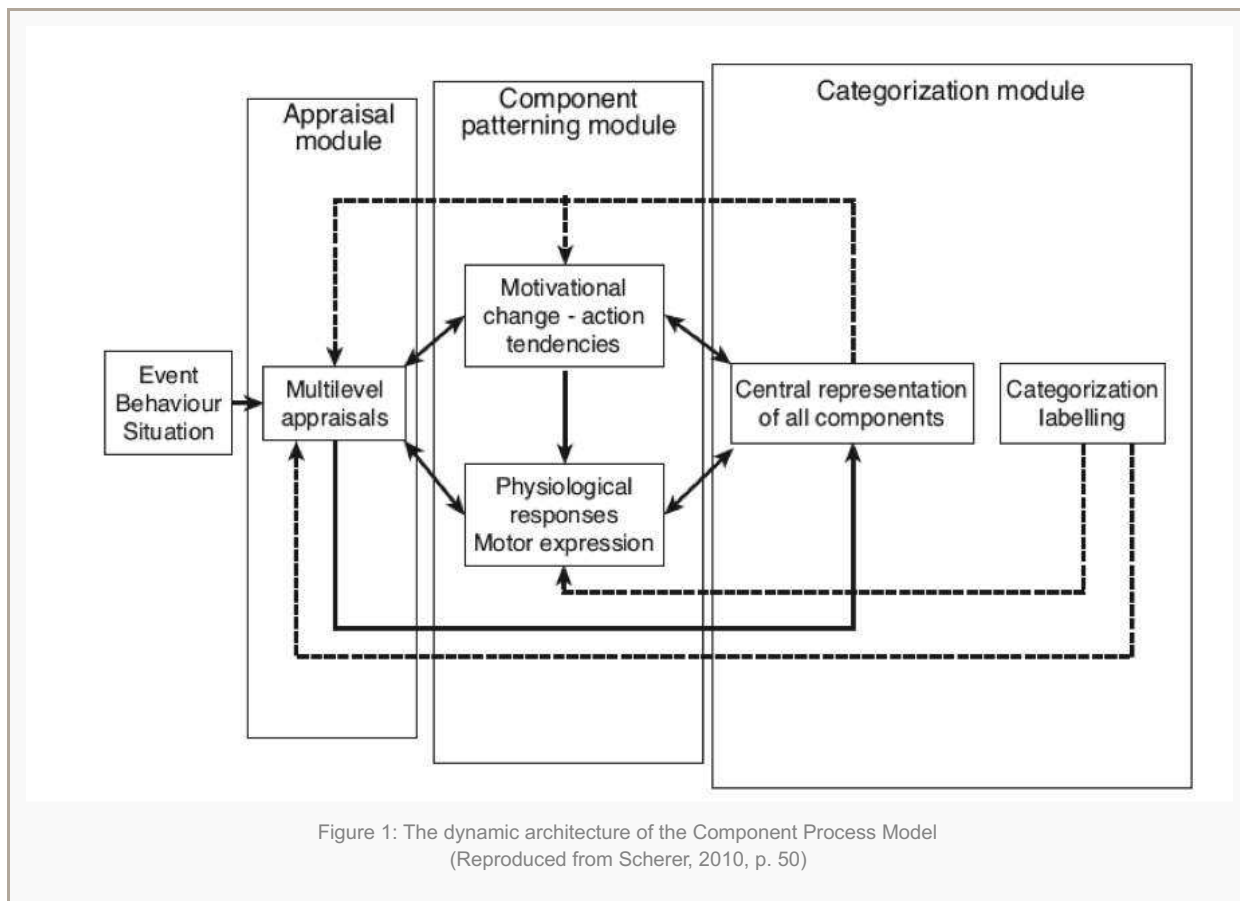 Appraisal
module
Component
patterning module
Categorization module
Event
Behaviour
Situation
Multilevel
appraisals
Motivational
change - action
tendencies
Physiological
responses
Motor expression
Central representation
of all components
Categorization
labelling
Figure 1: The dynamic architecture of the Component Process Model
(Reproduced from Scherer, 2010, p. 50)